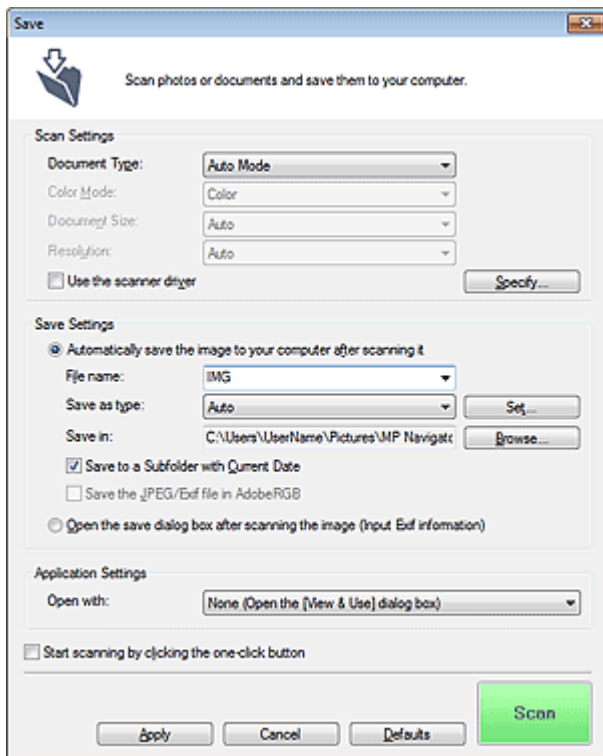 Save
Scan photos or documents and save them to your computer.
Scan Settings
Document Type: Auto Mode
Color Mode: Color
Document Size: Auto
Resolution: Auto
Use the scanner driver Specify...
Save Settings
Automatically save the image to your computer after scanning it
File name: IMG
Save as type: Auto Set...
Save in: C:\Users\UserName\Pictures\MP Navigato Browse...
Save to a Subfolder with Current Date
Save the JPEG/Exif file in AdobeRGB
Open the save dialog box after scanning the image (Input Exif information)
Application Settings
Open with: None (Open the [View & Use] dialog box)
Start scanning by clicking the one-click button
Apply Cancel Defaults Scan